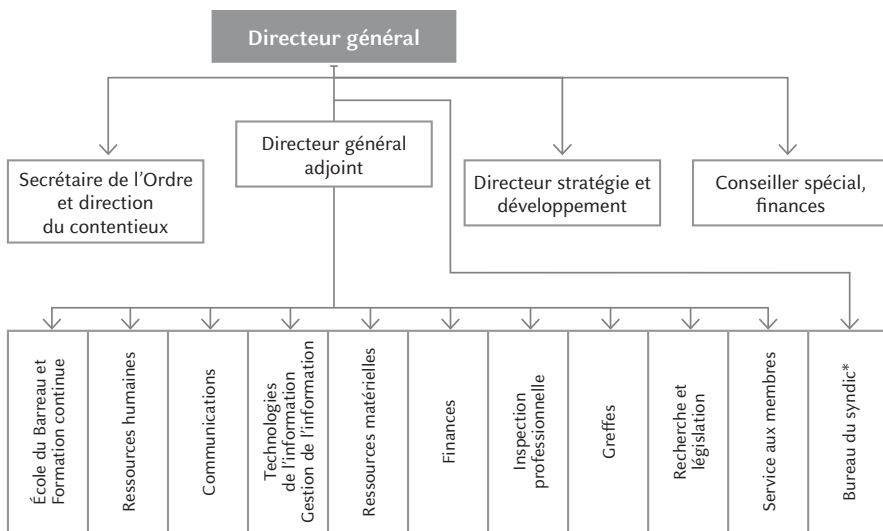 Directeur général
Directeur général
adjoint
Secrétaire de l'Ordre
et direction
du contentieux
Directeur stratégie et
développement
Conseiller spécial,
finances
École du Barreau et
Formation continue
Ressources humaines
Communications
Technologies
de l'information
Gestion de l'information
Ressources matérielles
Finances
Inspection
professionnelle
Greffes
Recherche et
législation
Service aux membres
Bureau du syndic*